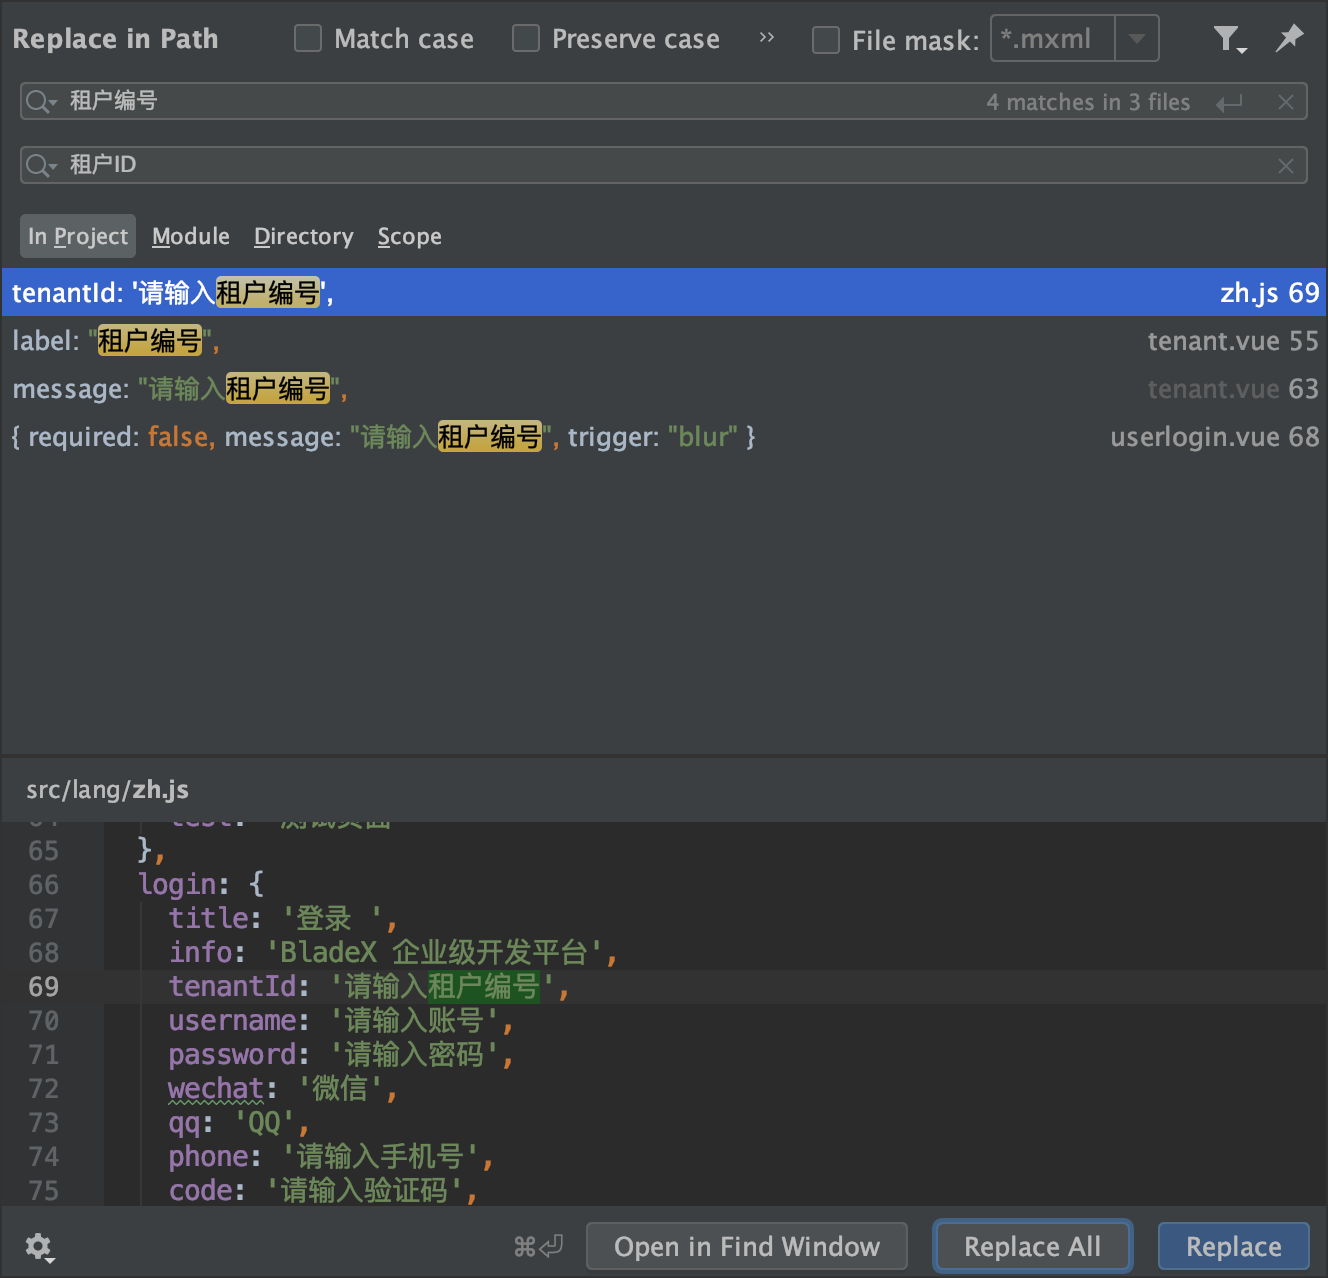 Replace in Path Match case Preserve case » File mask: *.mxml
租户编号 4 matches in 3 files
租户ID
In Project Module Directory Scope
tenantId: '请输入租户编号', zh.js 69
label: "租户编号", tenant.vue 55
message: "请输入租户编号", tenant.vue 63
{ required: false, message: "请输入租户编号", trigger: "blur" } userlogin.vue 68
src/lang/zh.js
65 },
66 login: {
67 title: '登录 ',
68 info: 'BladeX 企业级开发平台',
69 tenantId: '请输入租户编号',
70 username: '请输入账号',
71 password: '请输入密码',
72 wechat: '微信',
73 qq: 'QQ',
74 phone: '请输入手机号',
75 code: '请输入验证码',
⌘⏎ Open in Find Window Replace All Replace